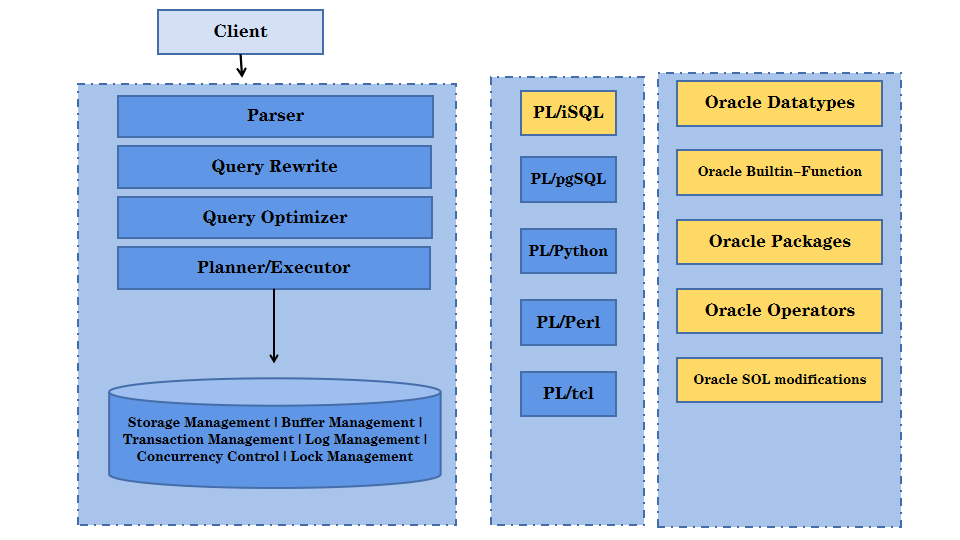 Client
Parser
Query Rewrite
Query Optimizer
Planner/Executor
Storage Management | Buffer Management |
Transaction Management | Log Management |
Concurrency Control | Lock Management
PL/iSQL
PL/pgSQL
PL/Python
PL/Perl
PL/tcl
Oracle Datatypes
Oracle Builtin-Function
Oracle Packages
Oracle Operators
Oracle SOL modifications